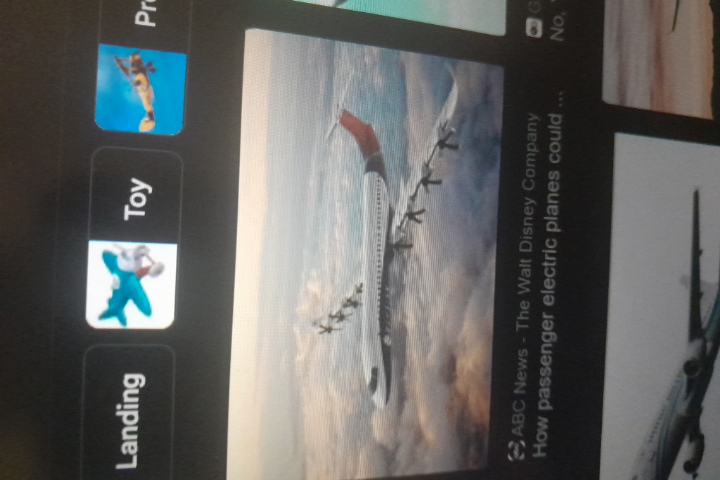 Landing
Toy
Pr
ABC News - The Walt Disney Company
How passenger electric planes could ...
G
No,